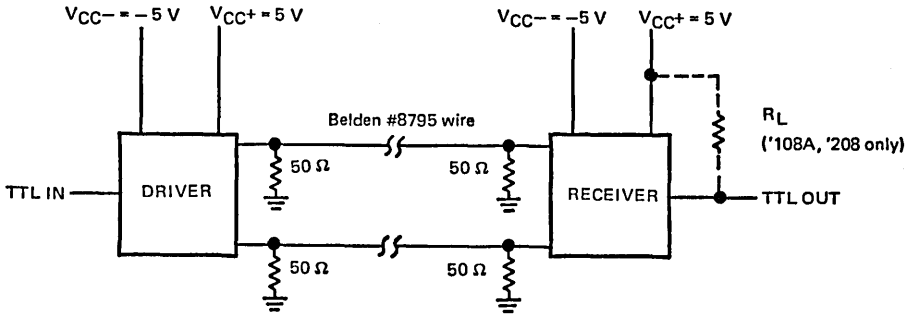 VCC− = −5 V
VCC+ = 5 V
VCC− = −5 V
VCC+ = 5 V
Belden #8795 wire
RL
('108A, '208 only)
50 Ω
50 Ω
TTL IN
DRIVER
RECEIVER
TTL OUT
50 Ω
50 Ω